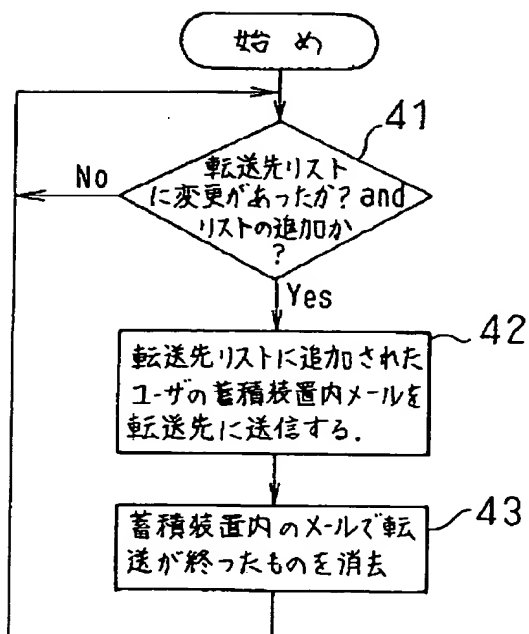 始め
41
転送先リスト
に変更があったか? and
リストの追加か
?
No
Yes
42
転送先リストに追加された
ユーザの蓄積装置内メールを
転送先に送信する.
43
蓄積装置内のメールで転
送が終ったものを消去